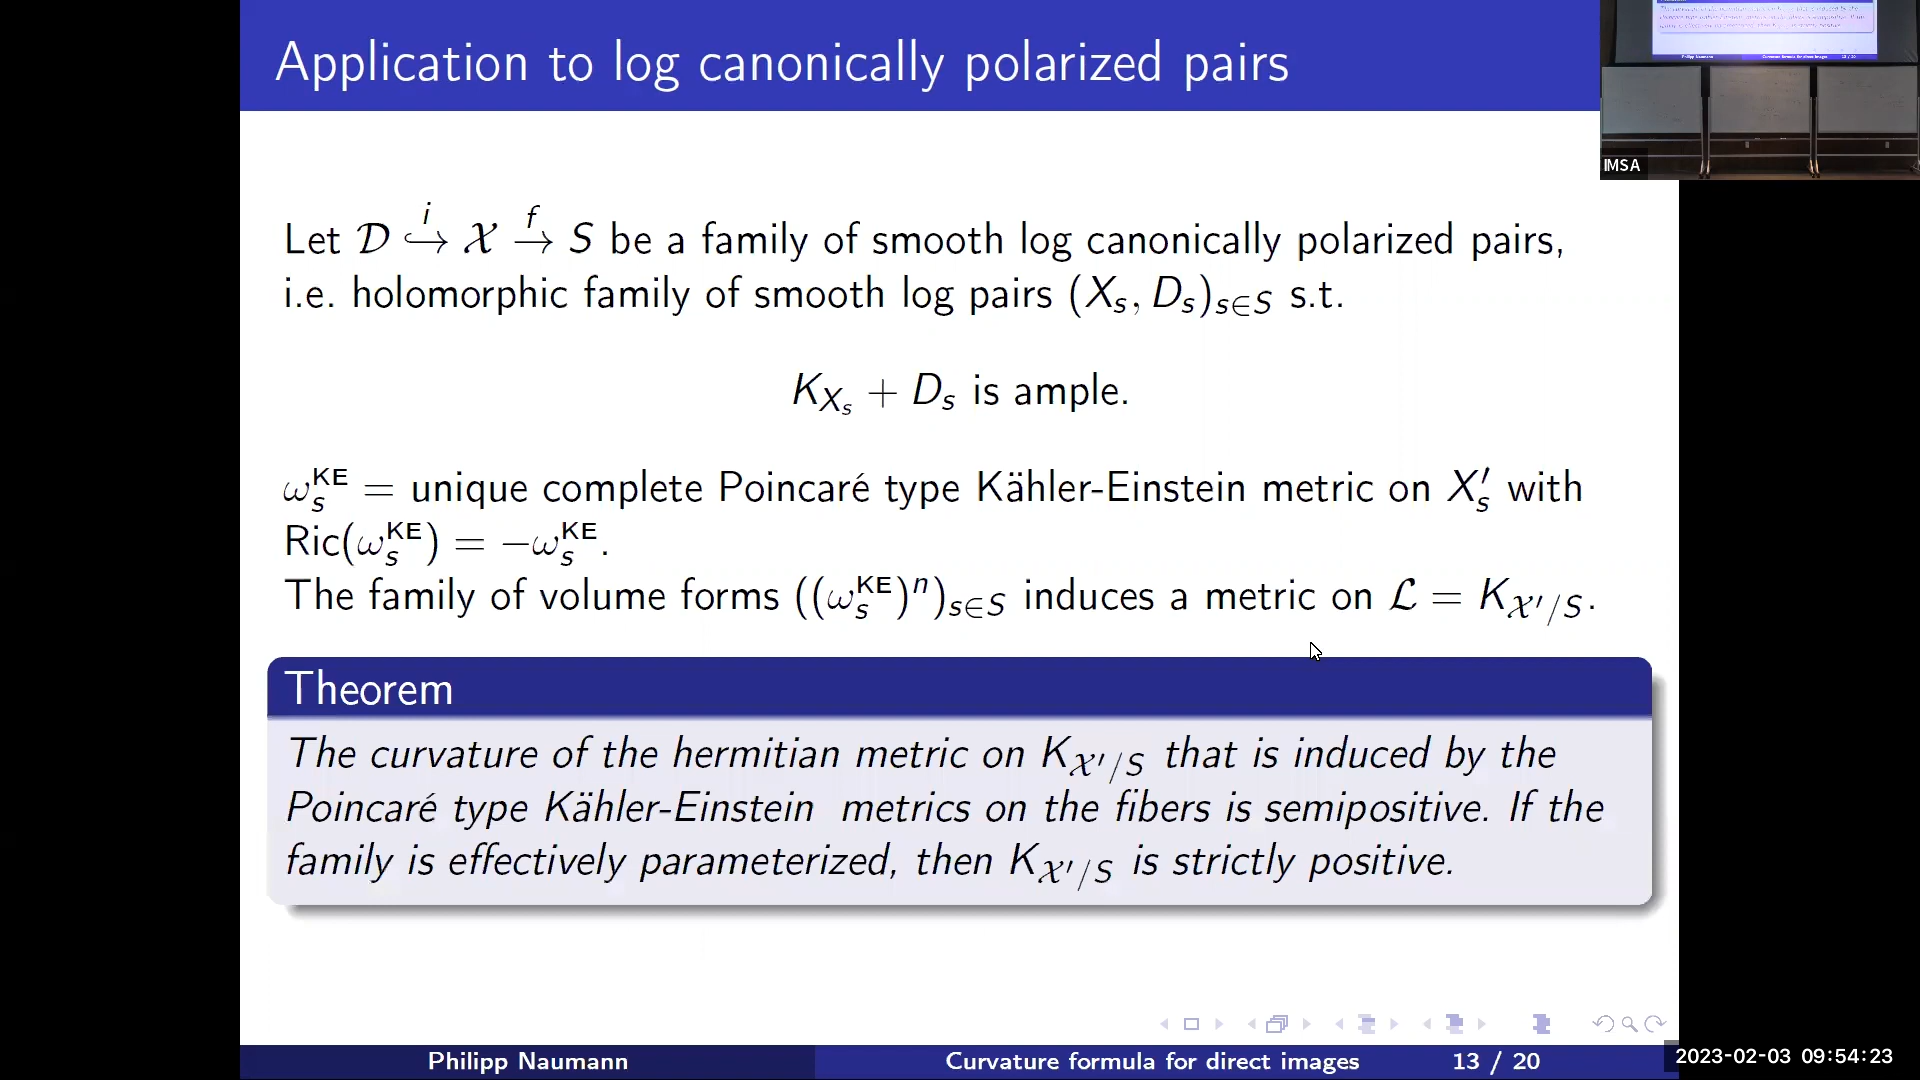 Application to log canonically polarized pairs
IMSA
Let 𝒟 ↪^i 𝒳 →^f S be a family of smooth log canonically polarized pairs,
i.e. holomorphic family of smooth log pairs (X_s, D_s)_{s∈S} s.t.
K_{X_s} + D_s is ample.
ω_s^{KE} = unique complete Poincaré type Kähler-Einstein metric on X'_s with
Ric(ω_s^{KE}) = −ω_s^{KE}.
The family of volume forms ((ω_s^{KE})^n)_{s∈S} induces a metric on ℒ = K_{𝒳'/S}.
Theorem
The curvature of the hermitian metric on K_{𝒳'/S} that is induced by the
Poincaré type Kähler-Einstein metrics on the fibers is semipositive. If the
family is effectively parameterized, then K_{𝒳'/S} is strictly positive.
Philipp Naumann Curvature formula for direct images 13 / 20
2023-02-03 09:54:23